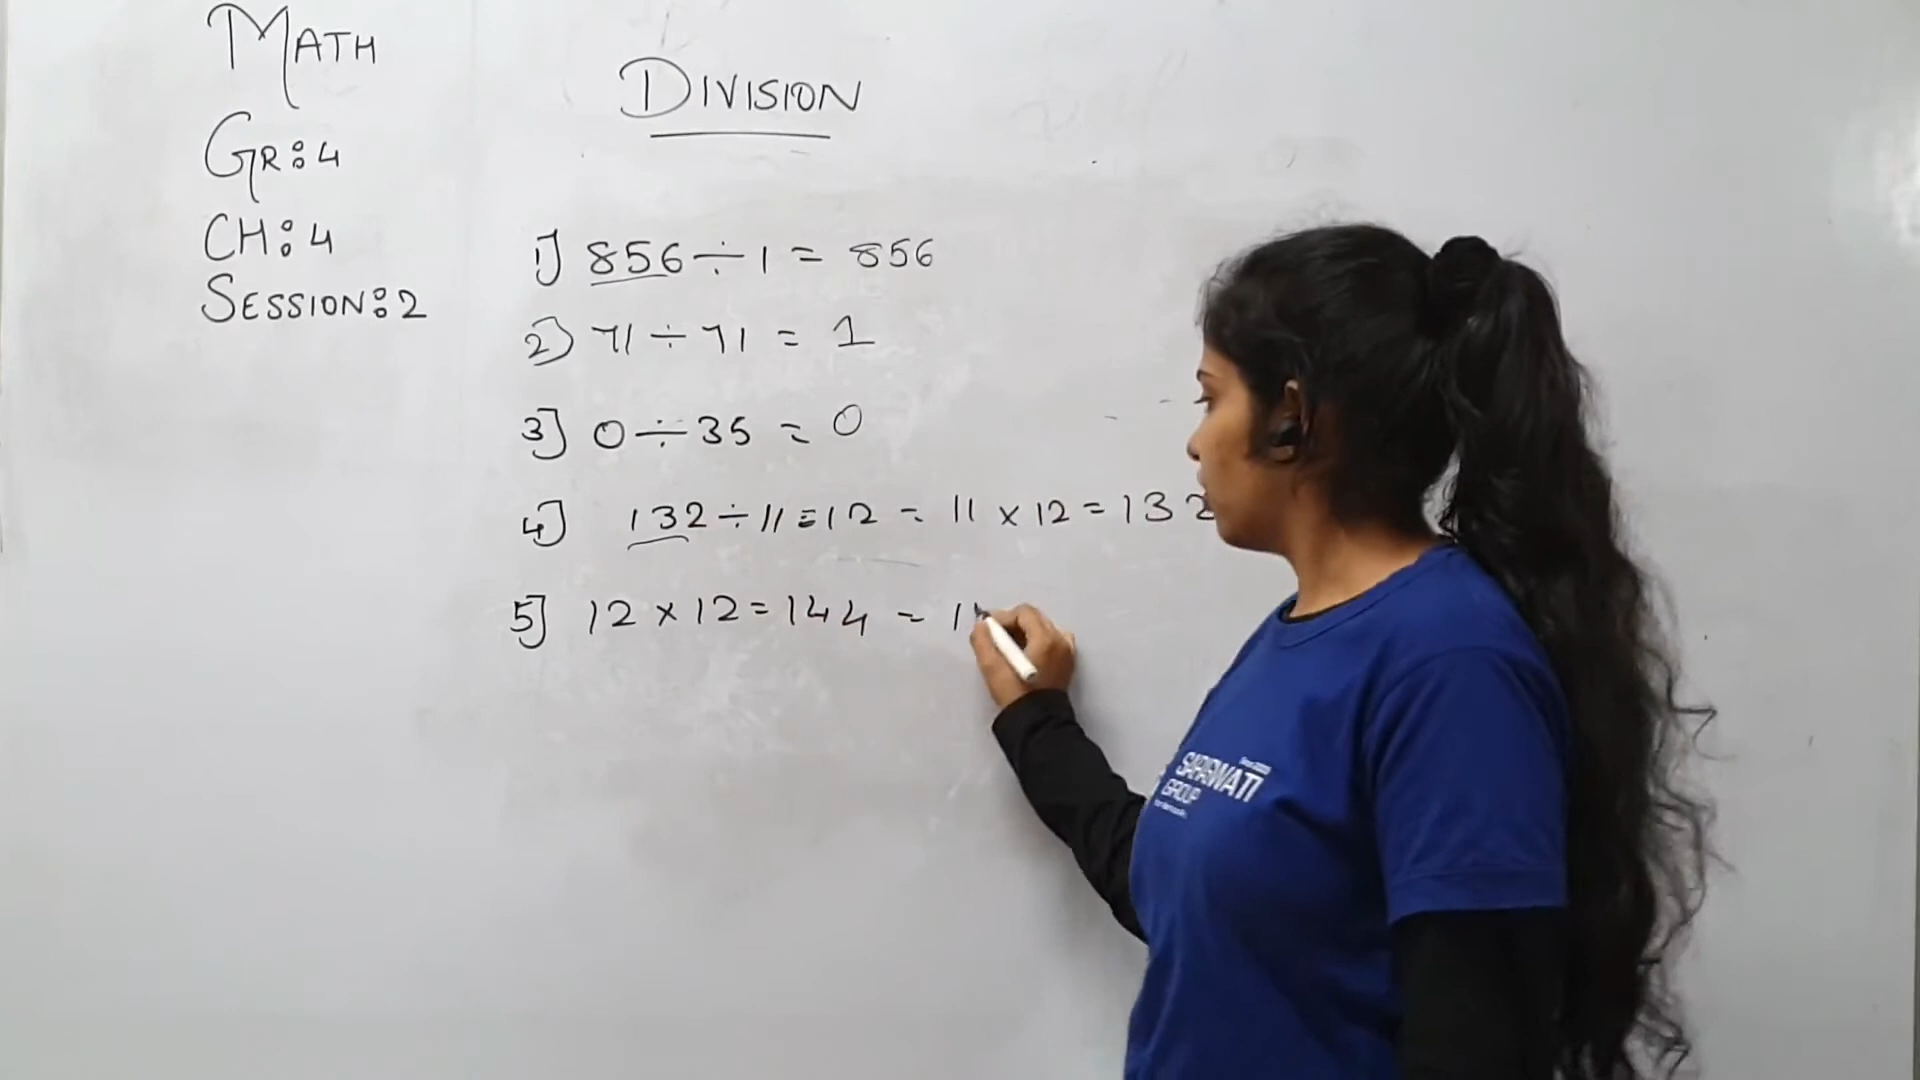 MATH
GR:4
CH:4
SESSION:2
DIVISION
1] 856 ÷ 1 = 856
2] 71 ÷ 71 = 1
3] 0 ÷ 35 = 0
4] 132 ÷ 11 = 12 = 11 × 12 = 132
5] 12 × 12 = 144 = 1
SARASWATI
GROUP